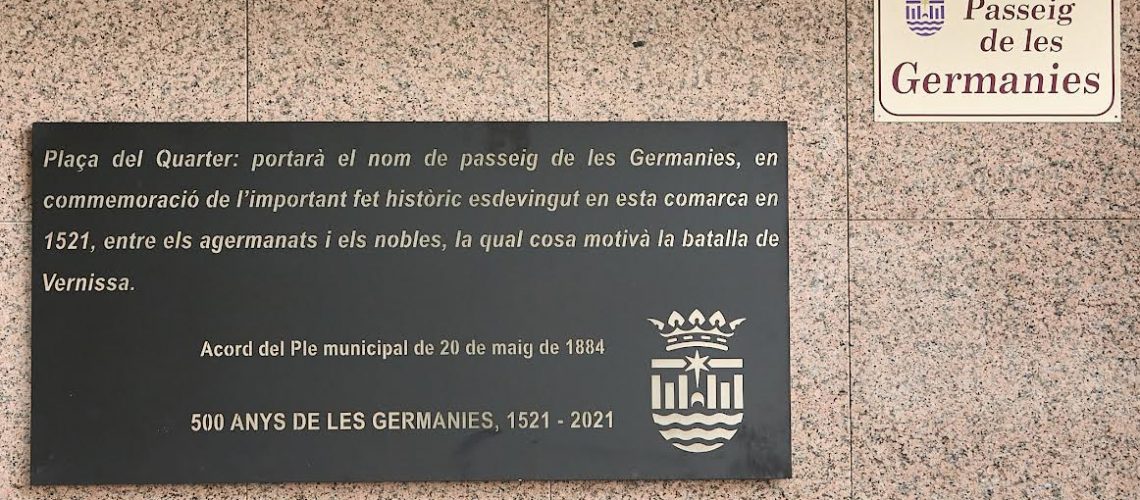 Passeig
de les
Germanies
Plaça del Quarter: portarà el nom de passeig de les Germanies, en
commemoració de l’important fet històric esdevingut en esta comarca en
1521, entre els agermanats i els nobles, la qual cosa motivà la batalla de
Vernissa.
Acord del Ple municipal de 20 de maig de 1884
500 ANYS DE LES GERMANIES, 1521 - 2021